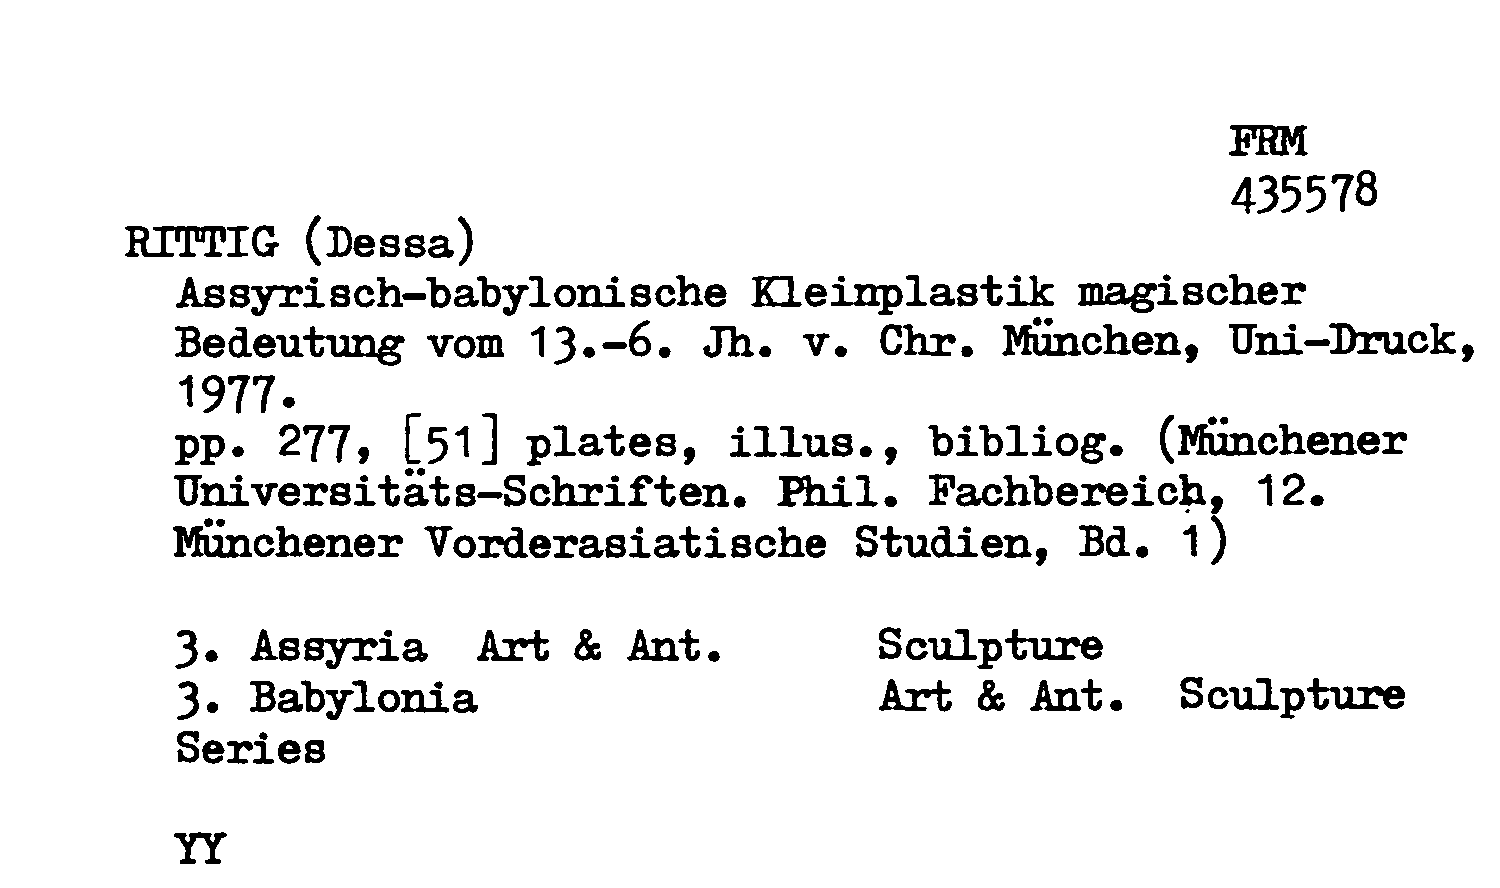 FRM
435578
RITTIG (Dessa)
Assyrisch-babylonische Kleinplastik magischer
Bedeutung vom 13.-6. Jh. v. Chr. München, Uni-Druck,
1977.
pp. 277, [51] plates, illus., bibliog. (Münchener
Universitäts-Schriften. Phil. Fachbereich, 12.
Münchener Vorderasiatische Studien, Bd. 1)
3. Assyria Art & Ant. Sculpture
3. Babylonia Art & Ant. Sculpture
Series
YY